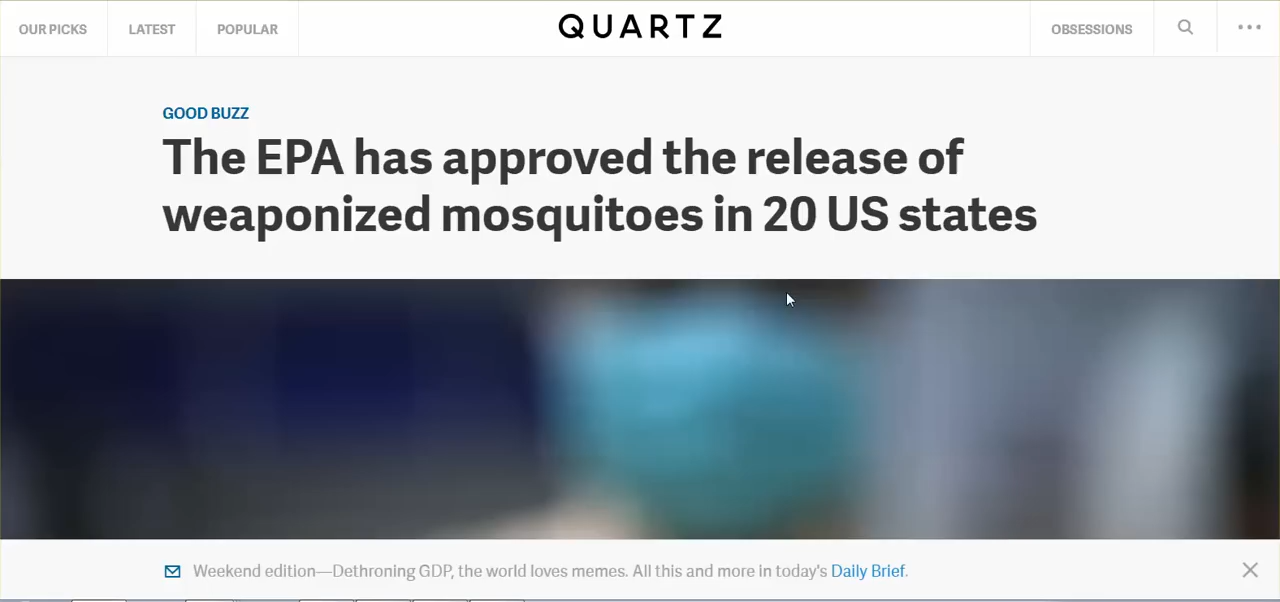 OUR PICKS LATEST POPULAR QUARTZ OBSESSIONS
GOOD BUZZ
The EPA has approved the release of
weaponized mosquitoes in 20 US states
Weekend edition—Dethroning GDP, the world loves memes. All this and more in today's Daily Brief.